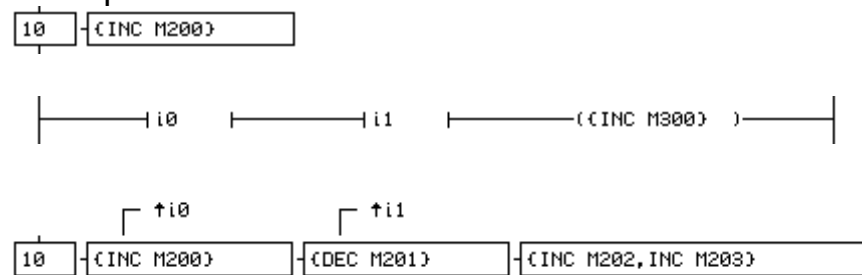 10 {INC M200}
i0 i1 ({INC M300} )
↑i0 ↑i1
10 {INC M200} {DEC M201} {INC M202,INC M203}